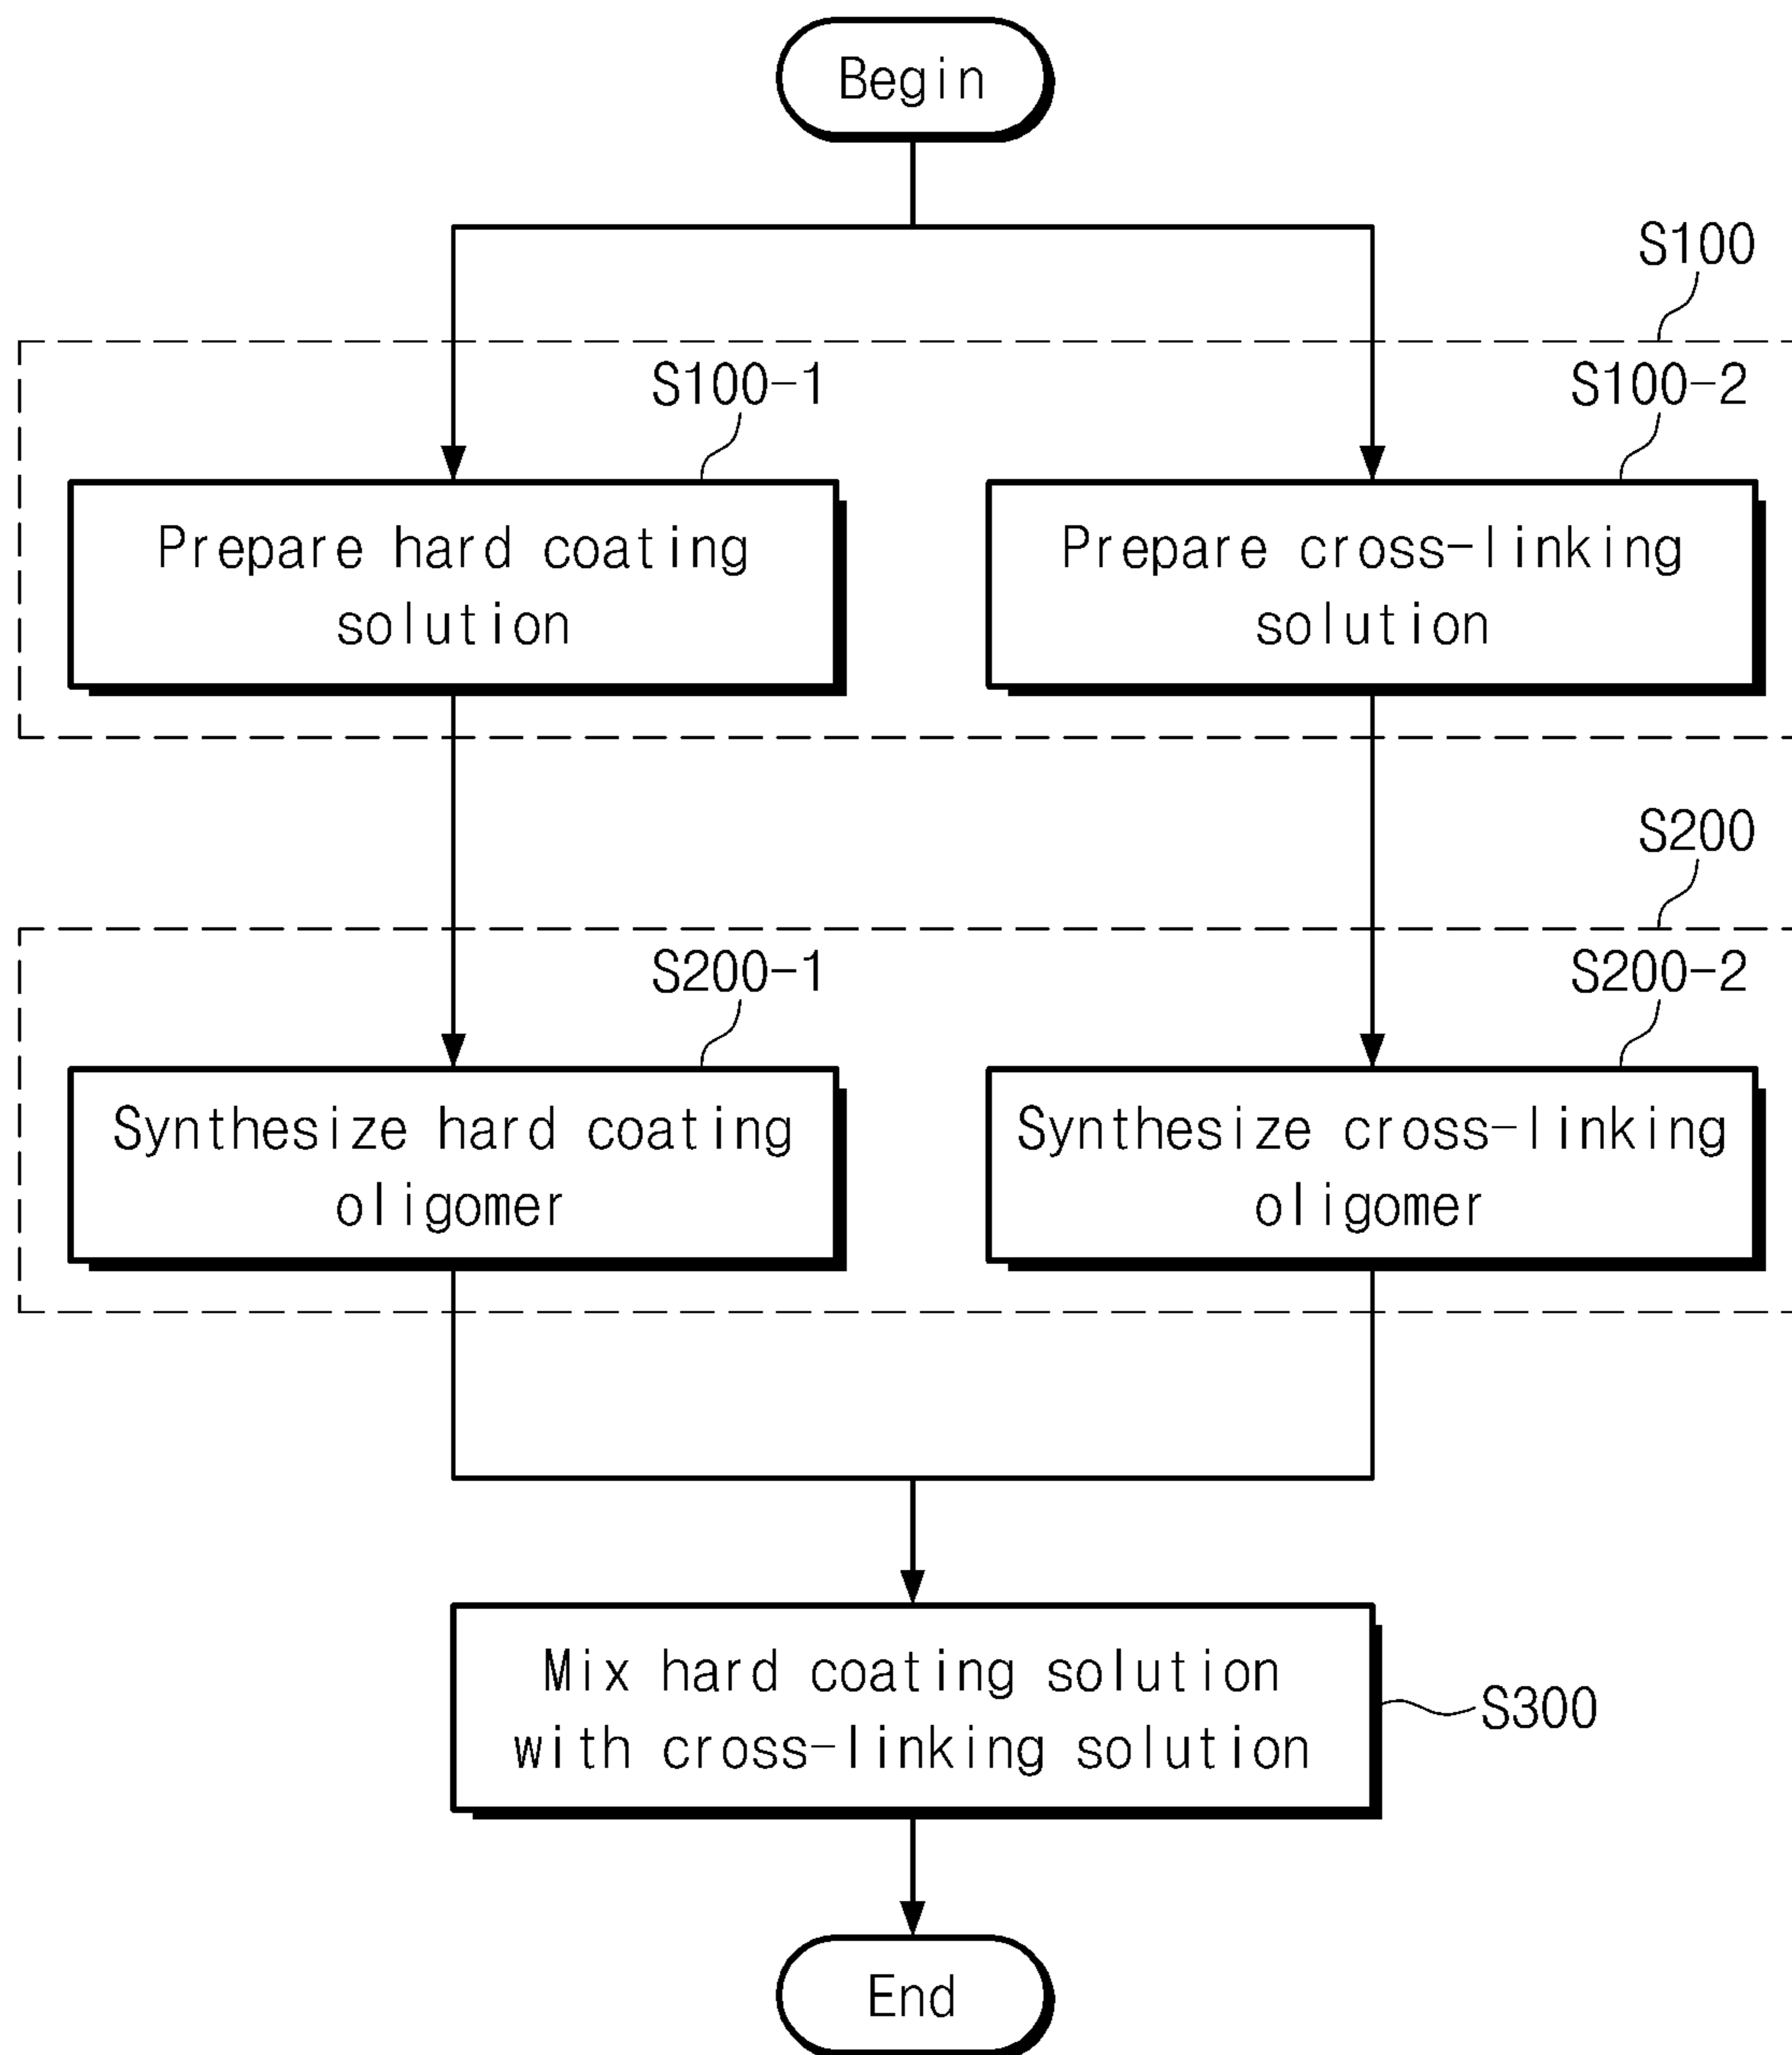 Begin
S100
S100-1
S100-2
Prepare hard coating
solution
Prepare cross-linking
solution
S200
S200-1
S200-2
Synthesize hard coating
oligomer
Synthesize cross-linking
oligomer
Mix hard coating solution
with cross-linking solution
S300
End